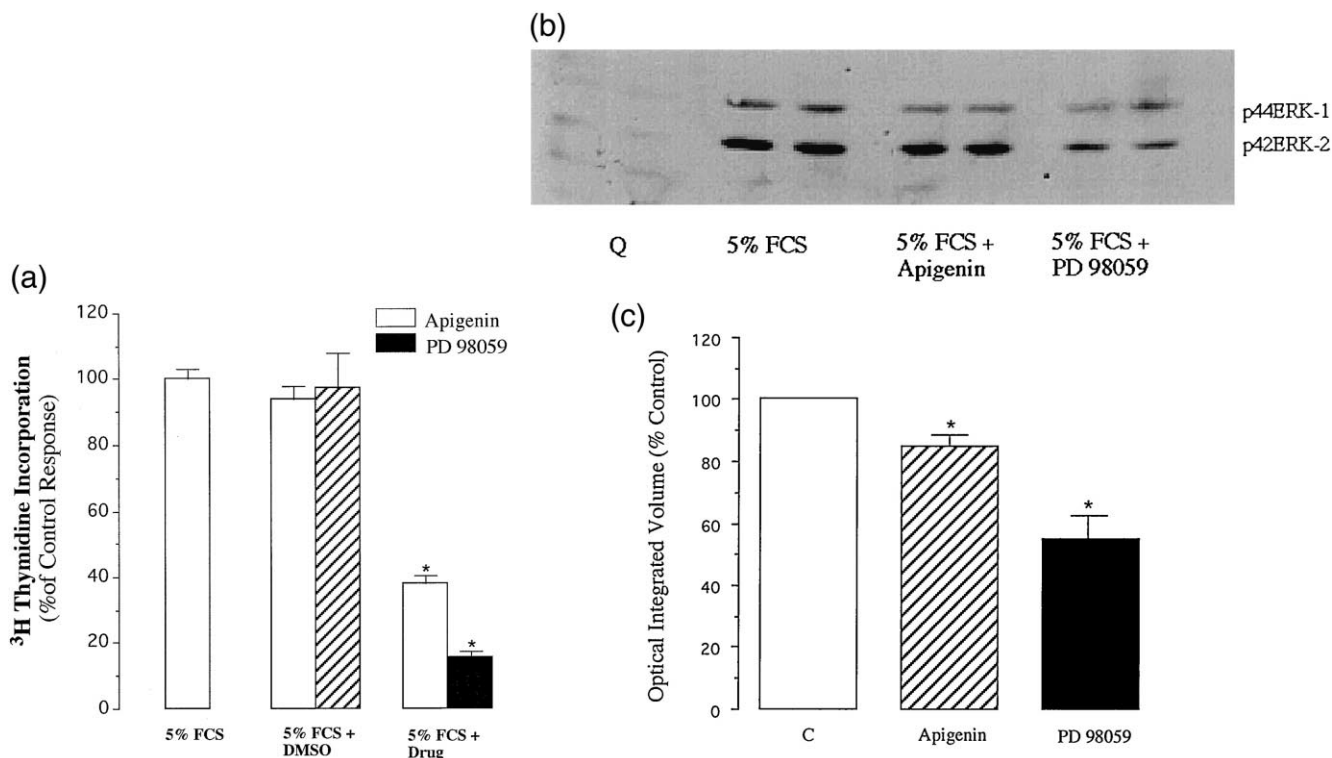 (b)
p44ERK-1
p42ERK-2
Q
5% FCS
5% FCS +
Apigenin
5% FCS +
PD 98059
(a)
120
100
80
60
40
20
0
³H Thymidine Incorporation
(%of Control Response)
Apigenin
PD 98059
*
*
5% FCS
5% FCS +
DMSO
5% FCS +
Drug
(c)
120
100
80
60
40
20
0
Optical Integrated Volume (% Control)
*
*
C
Apigenin
PD 98059